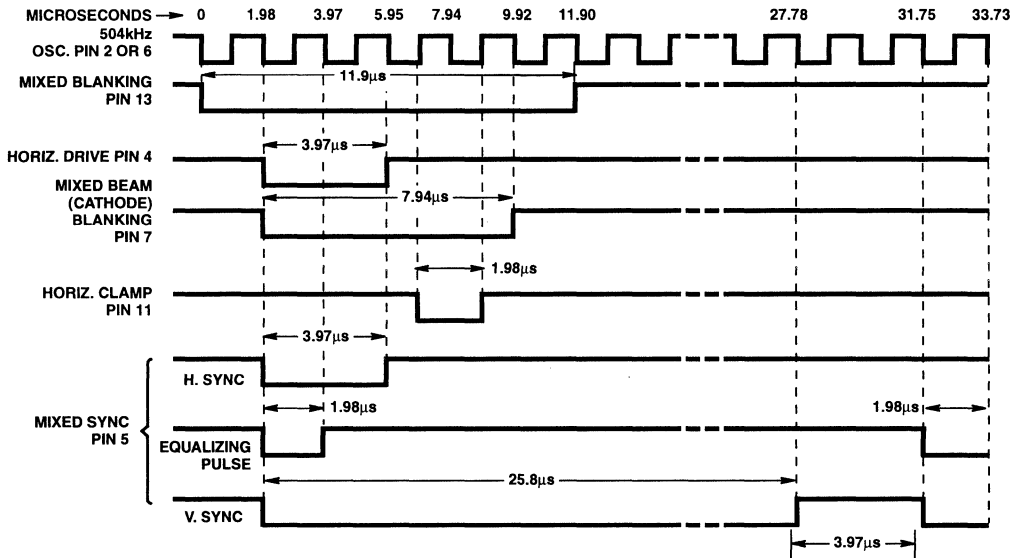 MICROSECONDS → 0 1.98 3.97 5.95 7.94 9.92 11.90 27.78 31.75 33.73
504kHz
OSC. PIN 2 OR 6
11.9μs
MIXED BLANKING
PIN 13
3.97μs
HORIZ. DRIVE PIN 4
MIXED BEAM
(CATHODE)
BLANKING
PIN 7
7.94μs
1.98μs
HORIZ. CLAMP
PIN 11
3.97μs
H. SYNC
1.98μs
1.98μs
MIXED SYNC
PIN 5
EQUALIZING
PULSE
25.8μs
V. SYNC
3.97μs